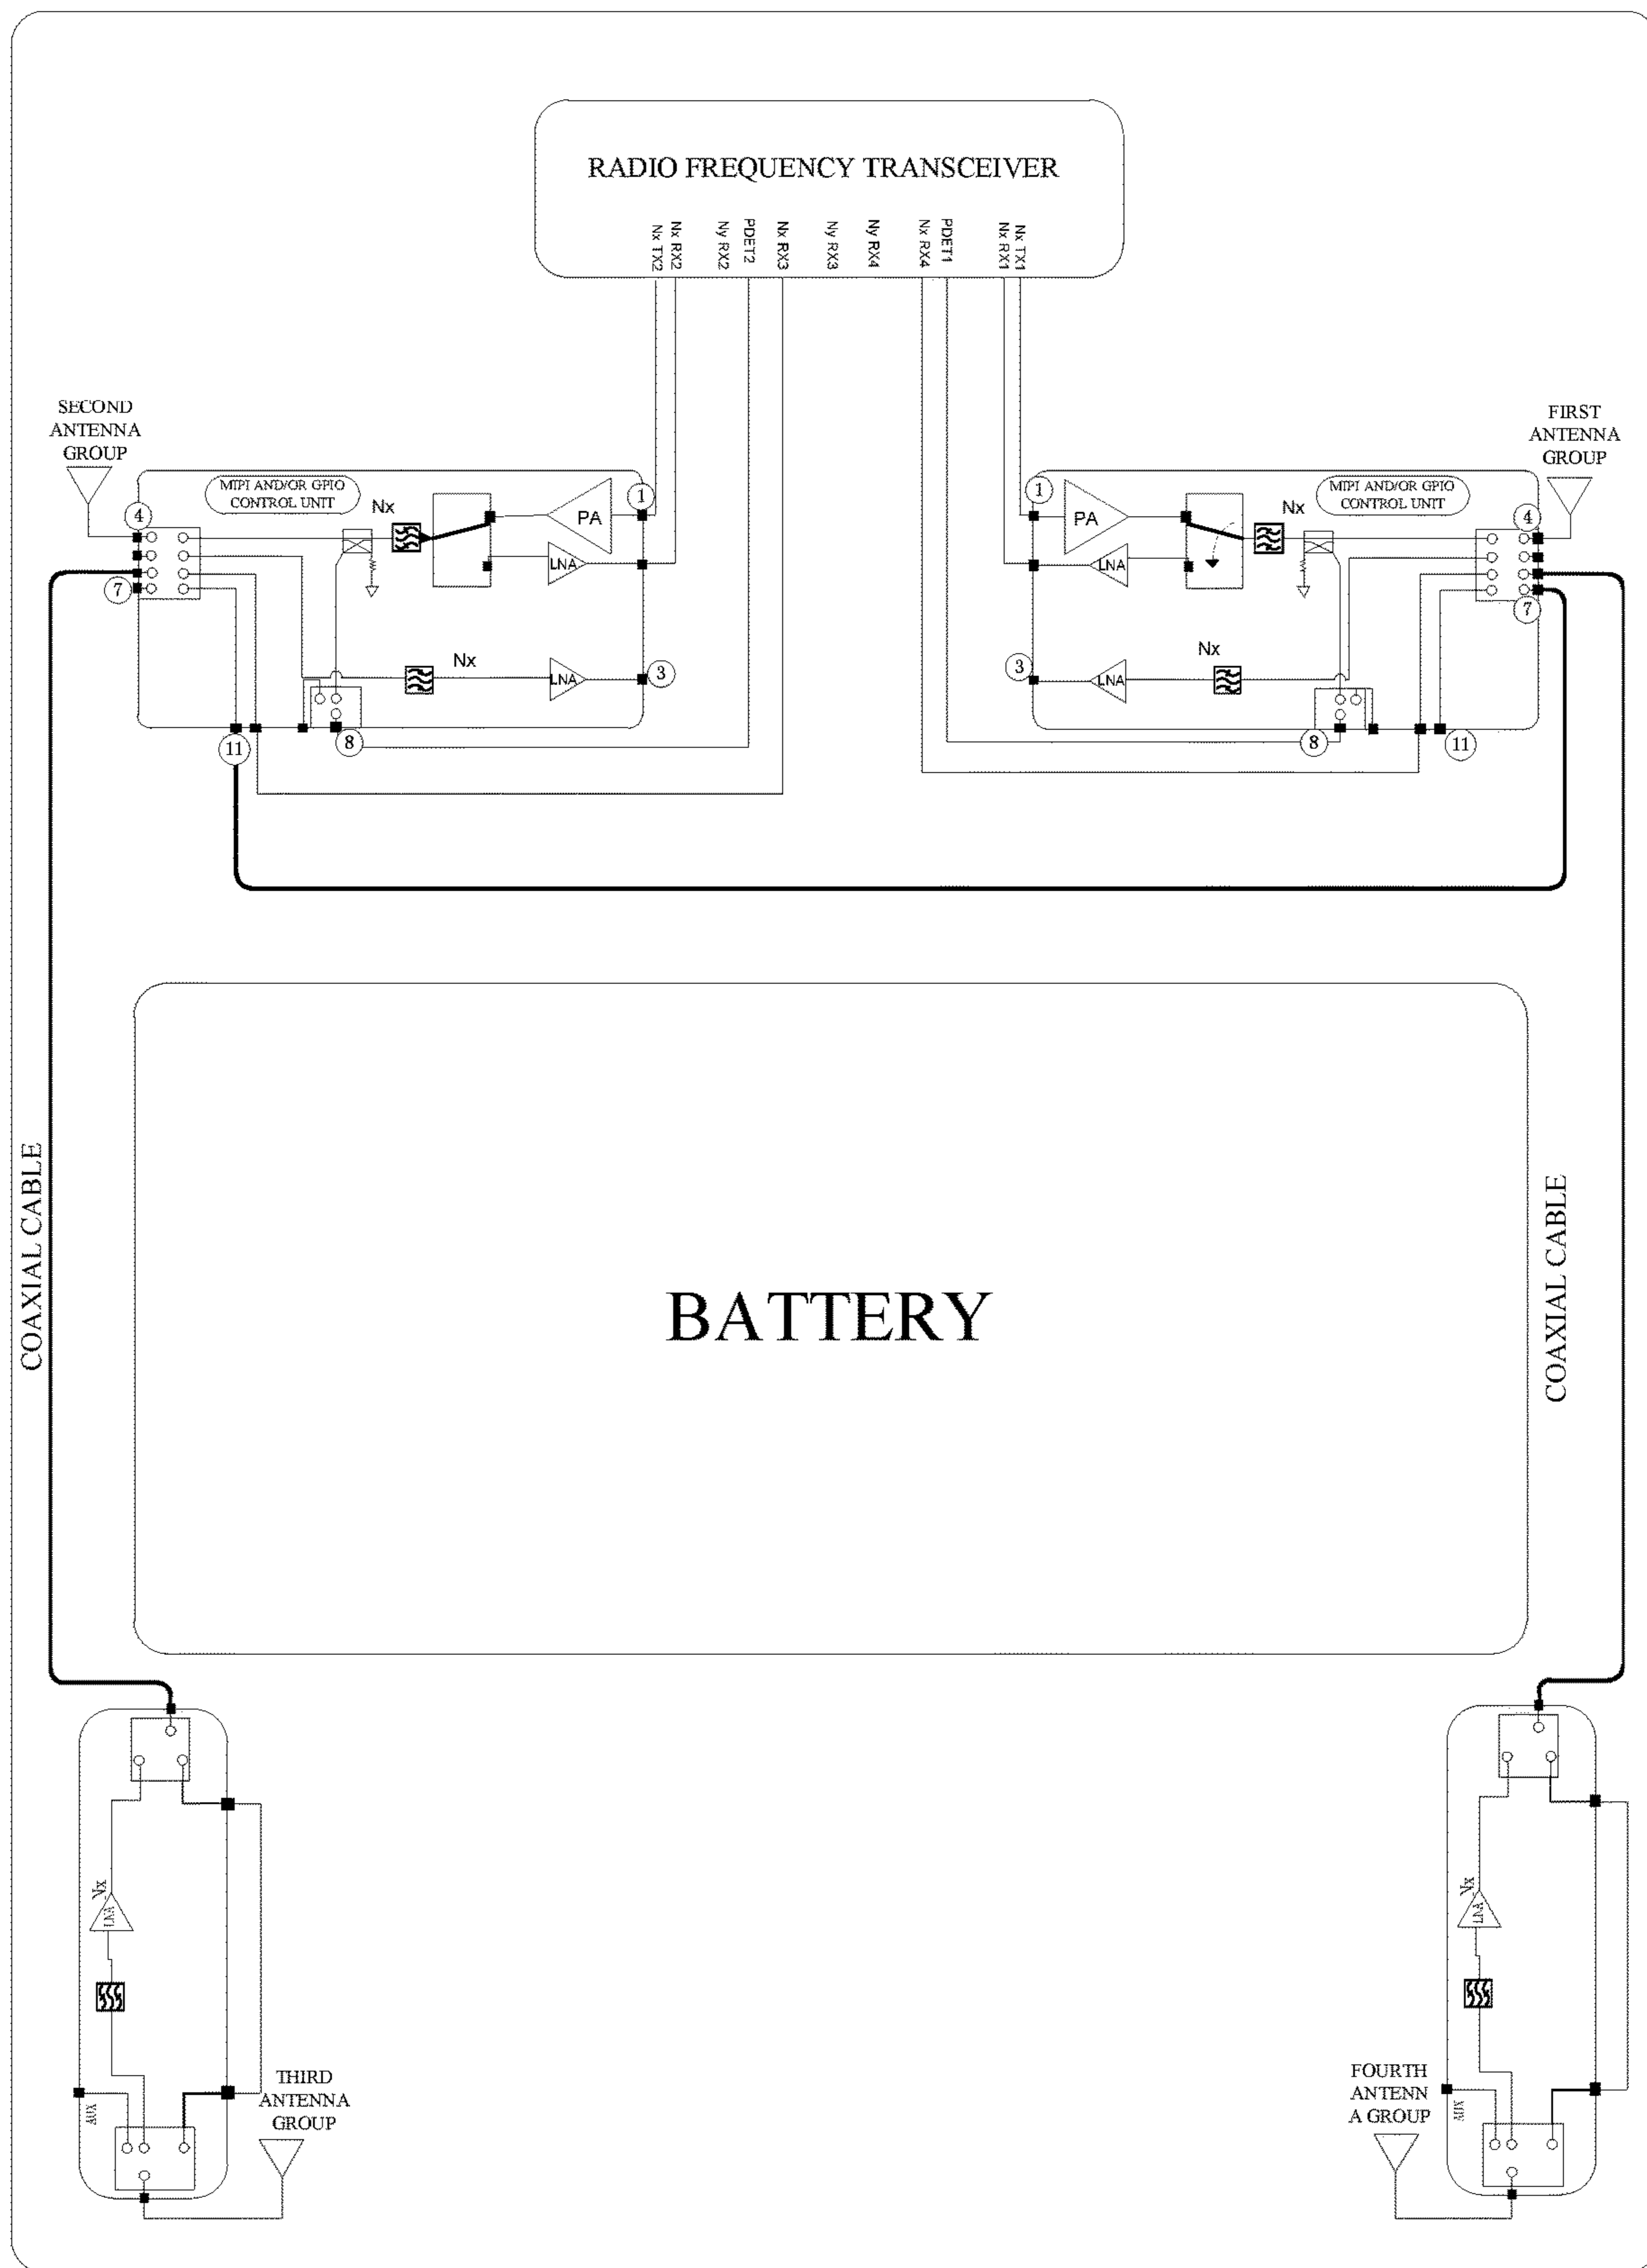 RADIO FREQUENCY TRANSCEIVER
Nx TX2
Nx RX2
Ny RX2
PDET2
Nx RX3
Ny RX3
Ny RX4
Nx RX4
PDET1
Nx RX1
Nx TX1
SECOND
ANTENNA
GROUP
FIRST
ANTENNA
GROUP
MIPI AND/OR GPIO
CONTROL UNIT
Nx
PA
LNA
Nx
LNA
1
3
4
7
8
11
MIPI AND/OR GPIO
CONTROL UNIT
Nx
PA
LNA
Nx
LNA
1
3
4
7
8
11
COAXIAL CABLE
BATTERY
COAXIAL CABLE
Nx
LNA
AUX
THIRD
ANTENNA
GROUP
Nx
LNA
AUX
FOURTH
ANTENN
A GROUP